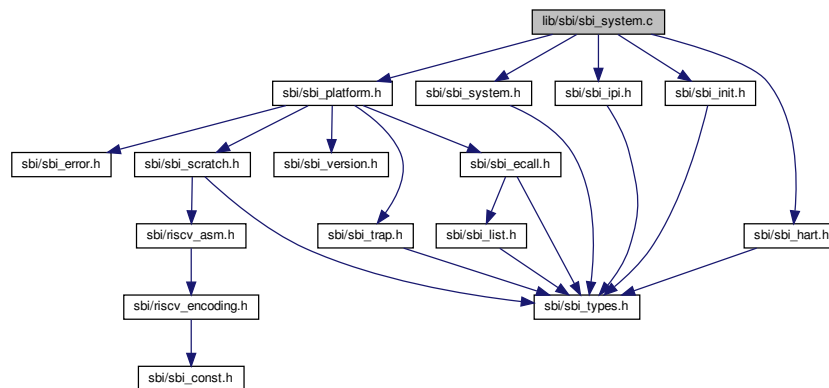 lib/sbi/sbi_system.c
sbi/sbi_platform.h
sbi/sbi_system.h
sbi/sbi_ipi.h
sbi/sbi_init.h
sbi/sbi_error.h
sbi/sbi_scratch.h
sbi/sbi_version.h
sbi/sbi_ecall.h
sbi/riscv_asm.h
sbi/sbi_trap.h
sbi/sbi_list.h
sbi/sbi_hart.h
sbi/riscv_encoding.h
sbi/sbi_types.h
sbi/sbi_const.h